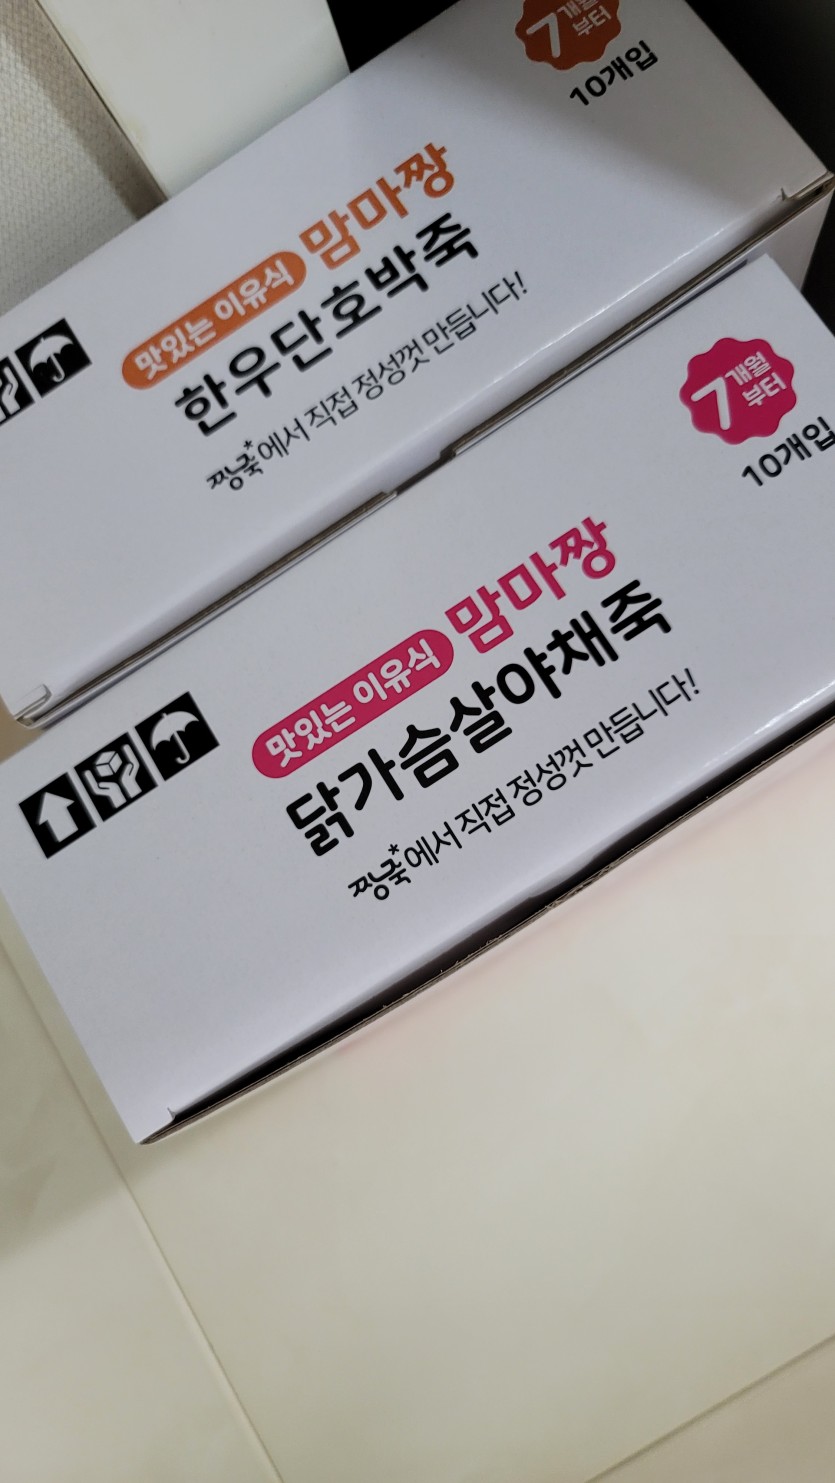 7개월
부터
10개입
맛있는 이유식 맘마짱
한우단호박죽
짱죽*에서 직접 정성껏 만듭니다!
7개월
부터
10개입
맛있는 이유식 맘마짱
닭가슴살야채죽
짱죽*에서 직접 정성껏 만듭니다!